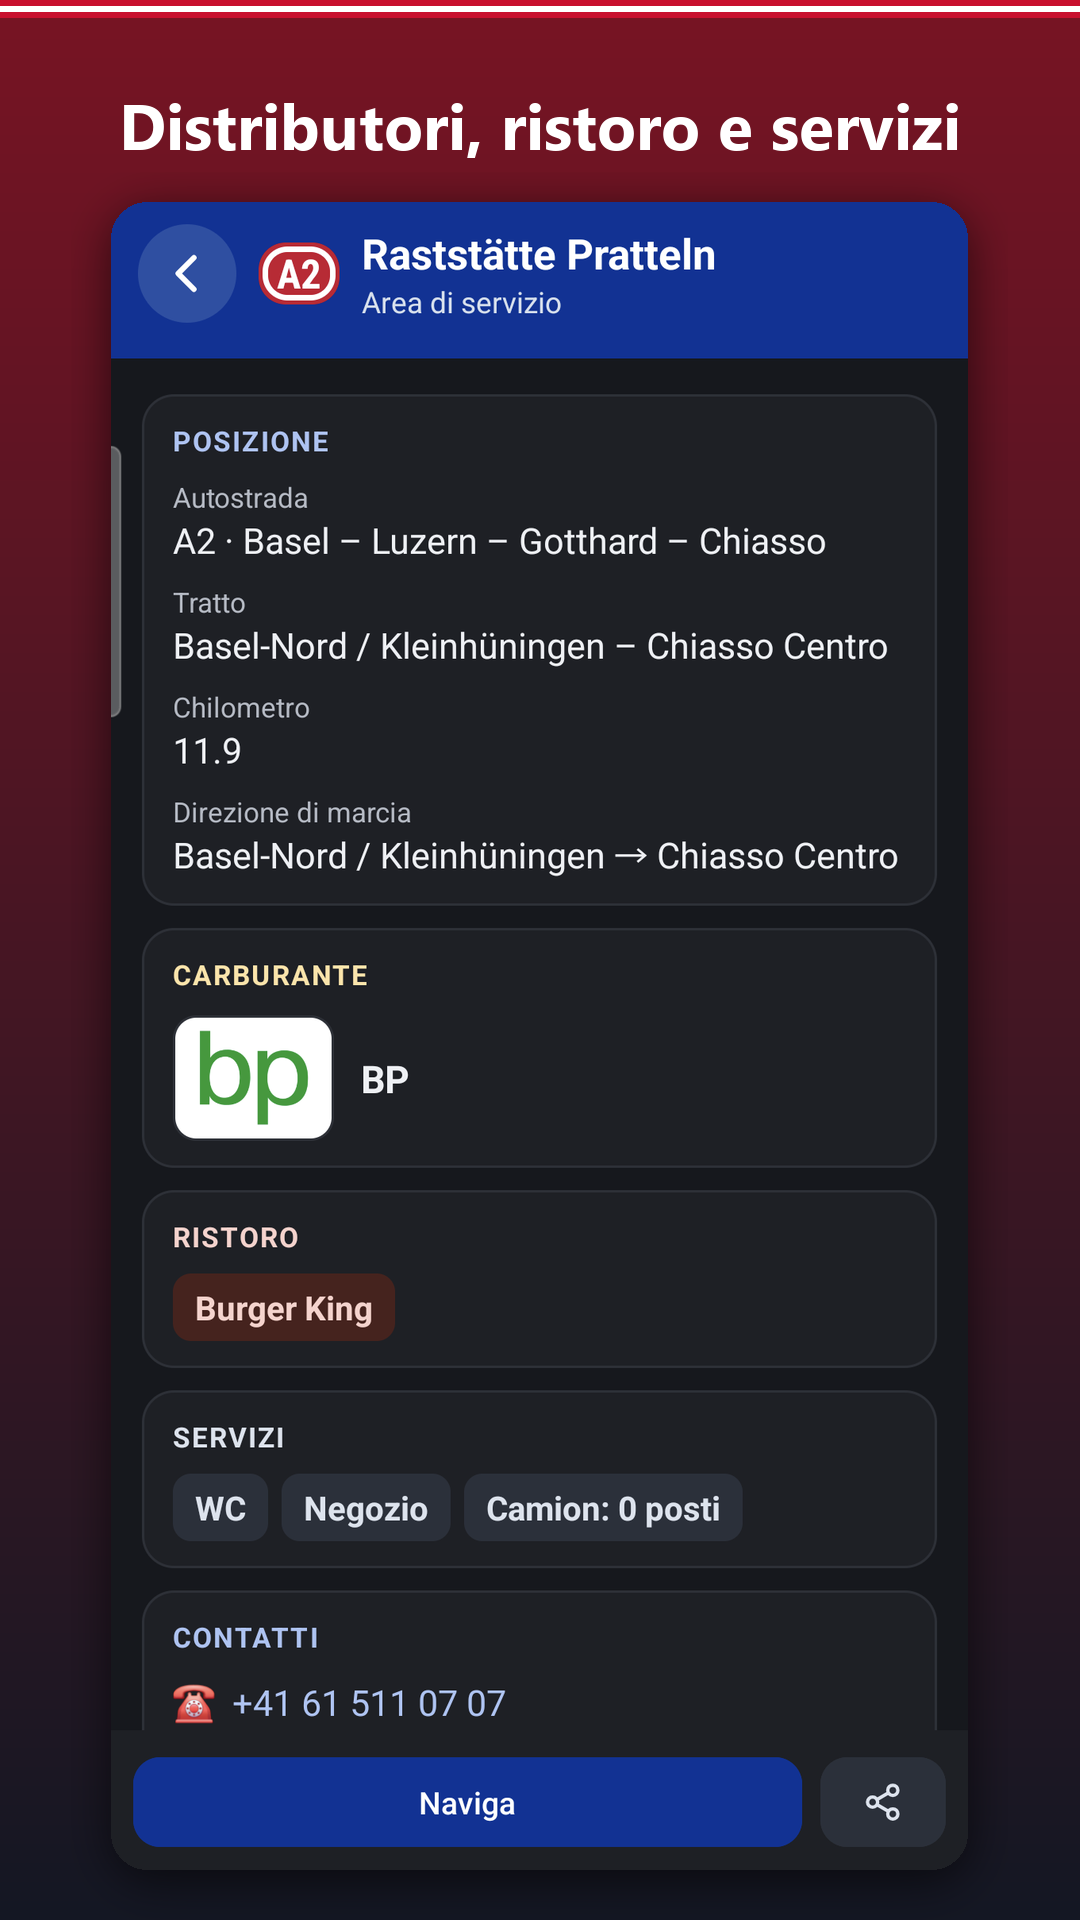 Distributori, ristoro e servizi
A2
Raststätte Pratteln
Area di servizio
POSIZIONE
Autostrada
A2 · Basel – Luzern – Gotthard – Chiasso
Tratto
Basel-Nord / Kleinhüningen – Chiasso Centro
Chilometro
11.9
Direzione di marcia
Basel-Nord / Kleinhüningen → Chiasso Centro
CARBURANTE
bp
BP
RISTORO
Burger King
SERVIZI
WC Negozio Camion: 0 posti
CONTATTI
☎️ +41 61 511 07 07
Naviga